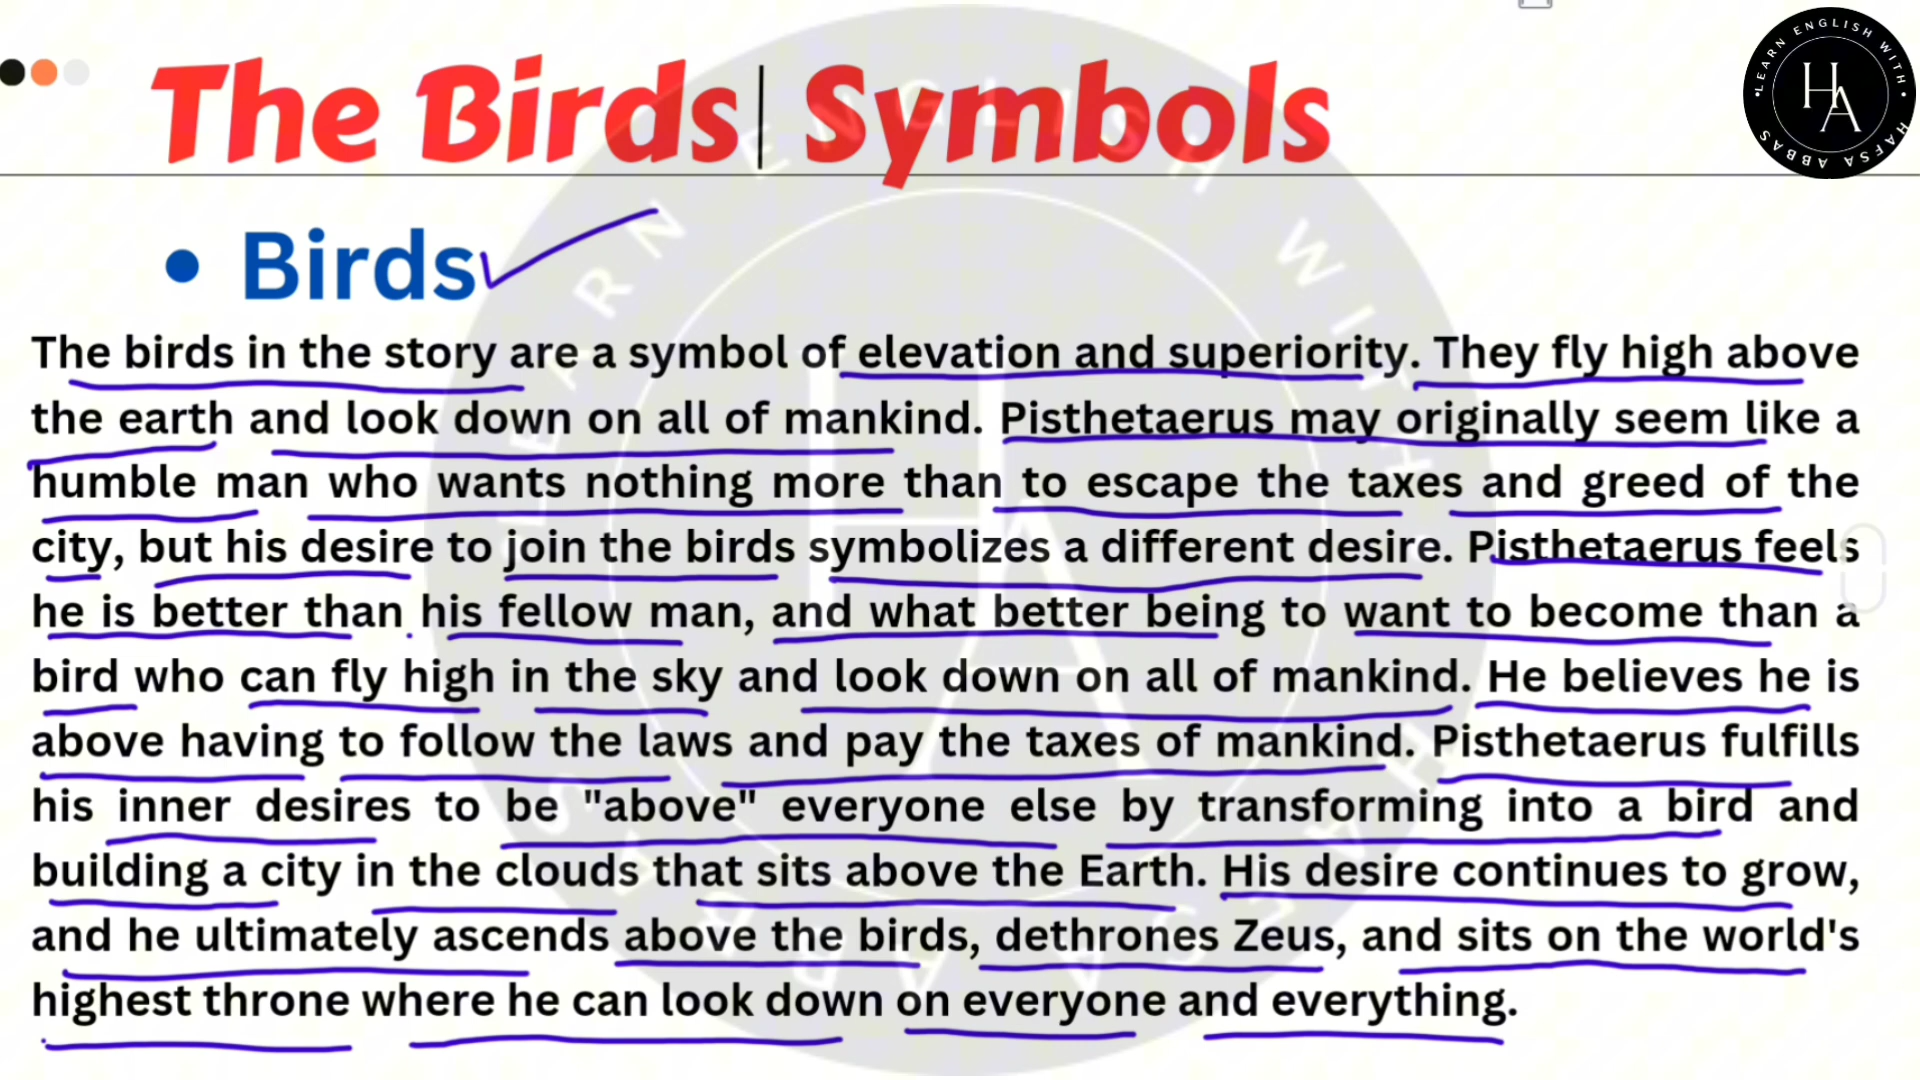 The Birds| Symbols
LEARN ENGLISH WITH
HAFSA ABBAS
HA
• Birds
The birds in the story are a symbol of elevation and superiority. They fly high above
the earth and look down on all of mankind. Pisthetaerus may originally seem like a
humble man who wants nothing more than to escape the taxes and greed of the
city, but his desire to join the birds symbolizes a different desire. Pisthetaerus feels
he is better than his fellow man, and what better being to want to become than a
bird who can fly high in the sky and look down on all of mankind. He believes he is
above having to follow the laws and pay the taxes of mankind. Pisthetaerus fulfills
his inner desires to be "above" everyone else by transforming into a bird and
building a city in the clouds that sits above the Earth. His desire continues to grow,
and he ultimately ascends above the birds, dethrones Zeus, and sits on the world's
highest throne where he can look down on everyone and everything.